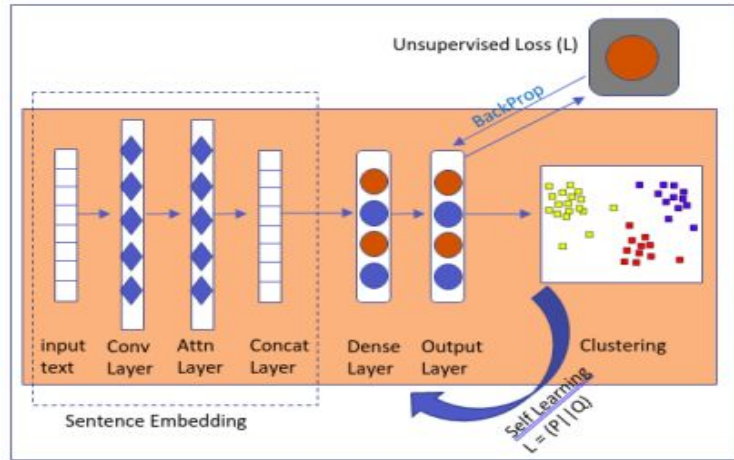 Unsupervised Loss (L)
BackProp
input
text
Conv
Layer
Attn
Layer
Concat
Layer
Dense
Layer
Output
Layer
Clustering
Sentence Embedding
Self Learning
L = (P||Q)